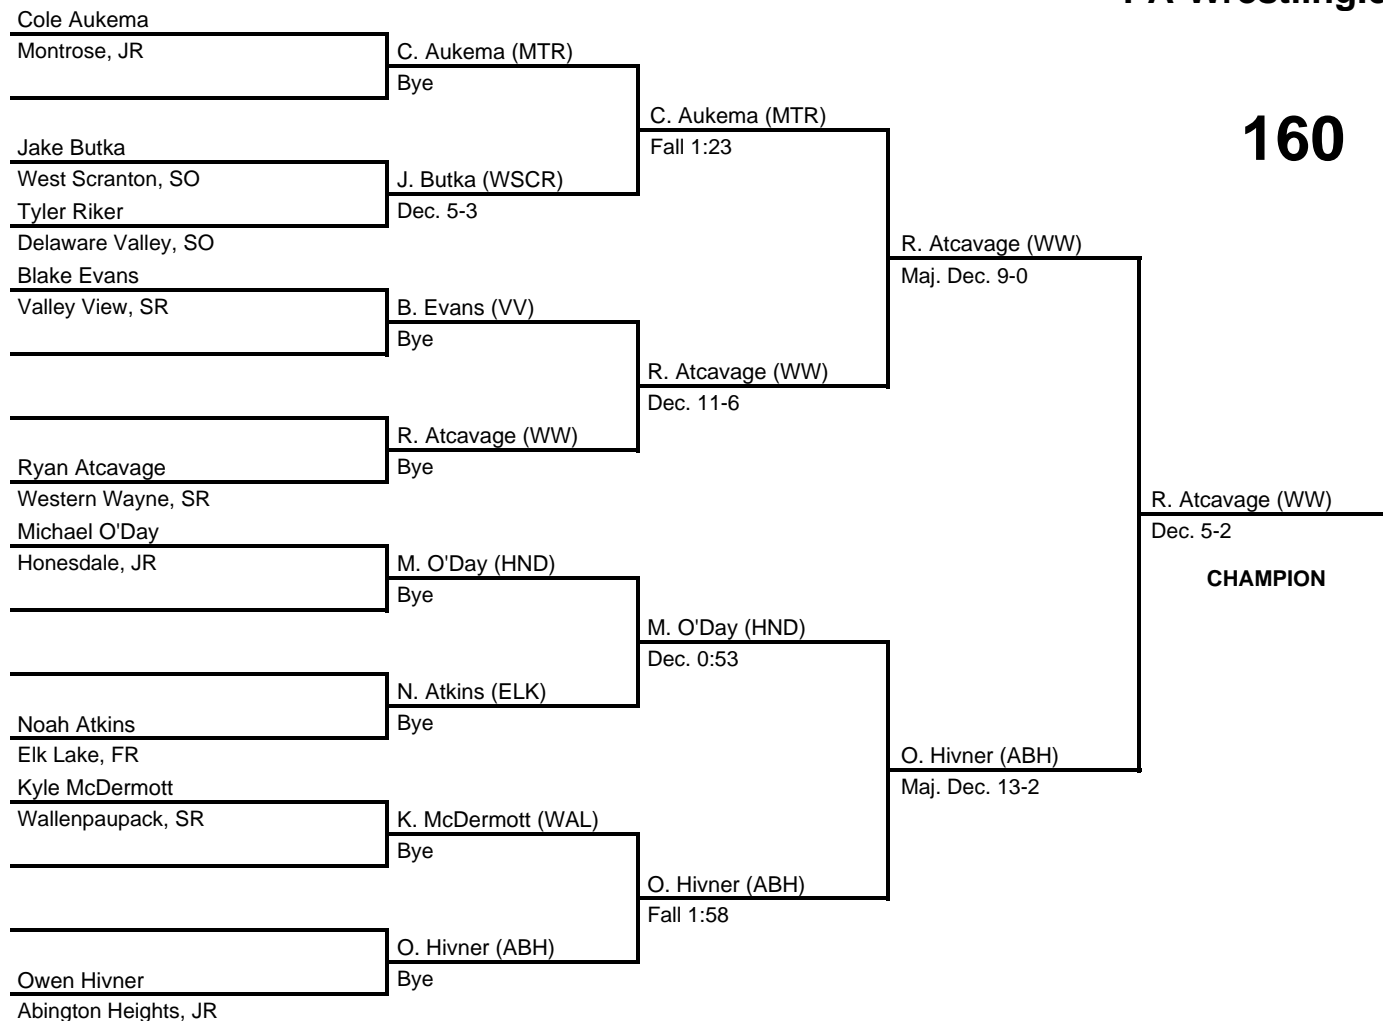 Cole Aukema
Montrose, JR
C. Aukema (MTR)
Bye
C. Aukema (MTR)
Fall 1:23
160
Jake Butka
West Scranton, SO
J. Butka (WSCR)
Tyler Riker
Dec. 5-3
Delaware Valley, SO
R. Atcavage (WW)
Maj. Dec. 9-0
Blake Evans
Valley View, SR
B. Evans (VV)
Bye
R. Atcavage (WW)
Dec. 11-6
R. Atcavage (WW)
Ryan Atcavage
Bye
Western Wayne, SR
R. Atcavage (WW)
Dec. 5-2
CHAMPION
Michael O'Day
Honesdale, JR
M. O'Day (HND)
Bye
M. O'Day (HND)
Dec. 0:53
N. Atkins (ELK)
Noah Atkins
Bye
Elk Lake, FR
O. Hivner (ABH)
Maj. Dec. 13-2
Kyle McDermott
Wallenpaupack, SR
K. McDermott (WAL)
Bye
O. Hivner (ABH)
Fall 1:58
O. Hivner (ABH)
Owen Hivner
Bye
Abington Heights, JR